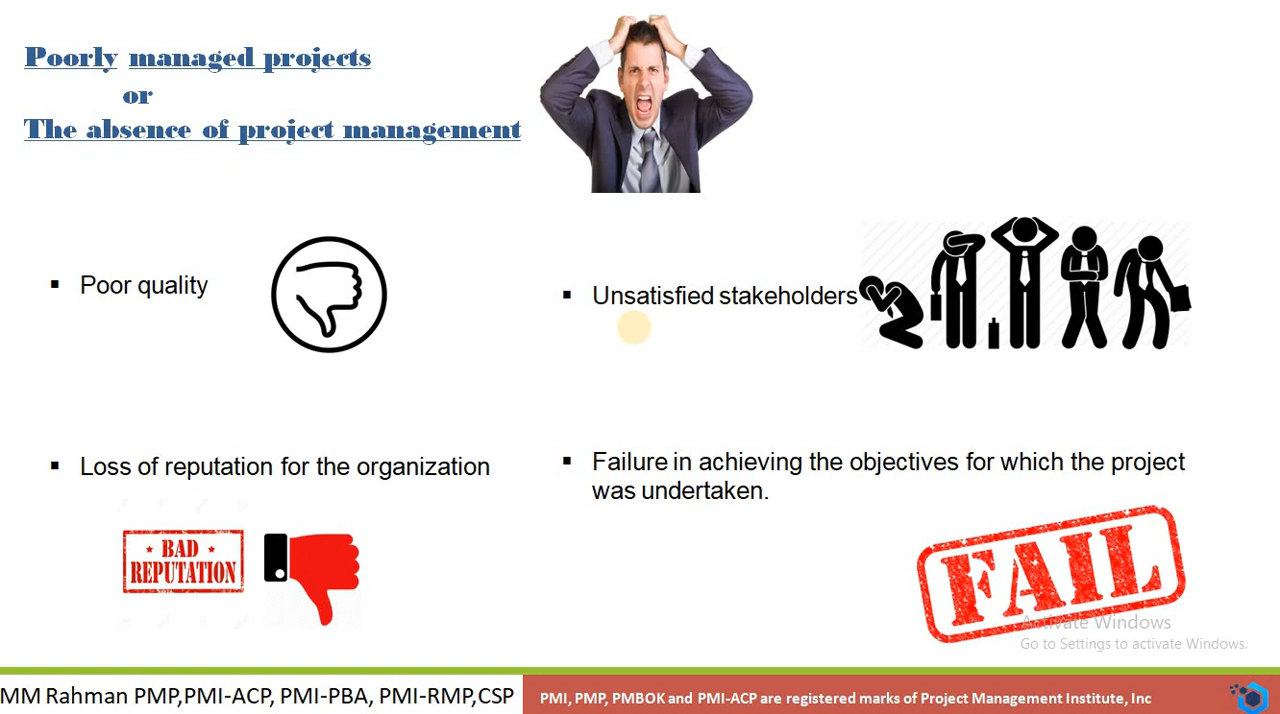 Poorly managed projects
or
The absence of project management
▪ Poor quality
▪ Unsatisfied stakeholders
▪ Loss of reputation for the organization
▪ Failure in achieving the objectives for which the project
was undertaken.
BAD
REPUTATION
FAIL
Activate Windows
Go to Settings to activate Windows.
MM Rahman PMP,PMI-ACP, PMI-PBA, PMI-RMP,CSP
PMI, PMP, PMBOK and PMI-ACP are registered marks of Project Management Institute, Inc